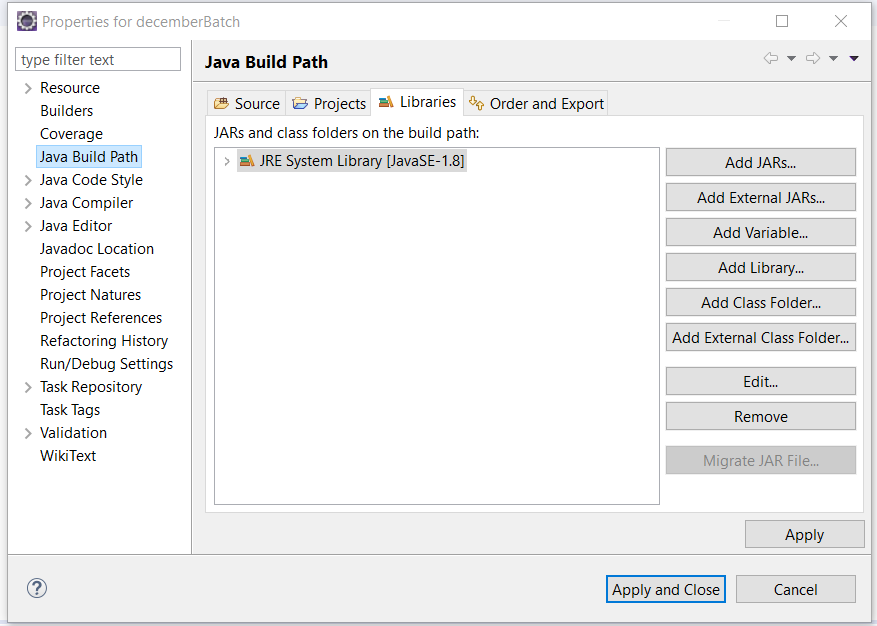 Properties for decemberBatch
type filter text
Resource
Builders
Coverage
Java Build Path
Java Code Style
Java Compiler
Java Editor
Javadoc Location
Project Facets
Project Natures
Project References
Refactoring History
Run/Debug Settings
Task Repository
Task Tags
Validation
WikiText
Java Build Path
Source
Projects
Libraries
Order and Export
JARs and class folders on the build path:
JRE System Library [JavaSE-1.8]
Add JARs...
Add External JARs...
Add Variable...
Add Library...
Add Class Folder...
Add External Class Folder...
Edit...
Remove
Migrate JAR File...
Apply
?
Apply and Close
Cancel